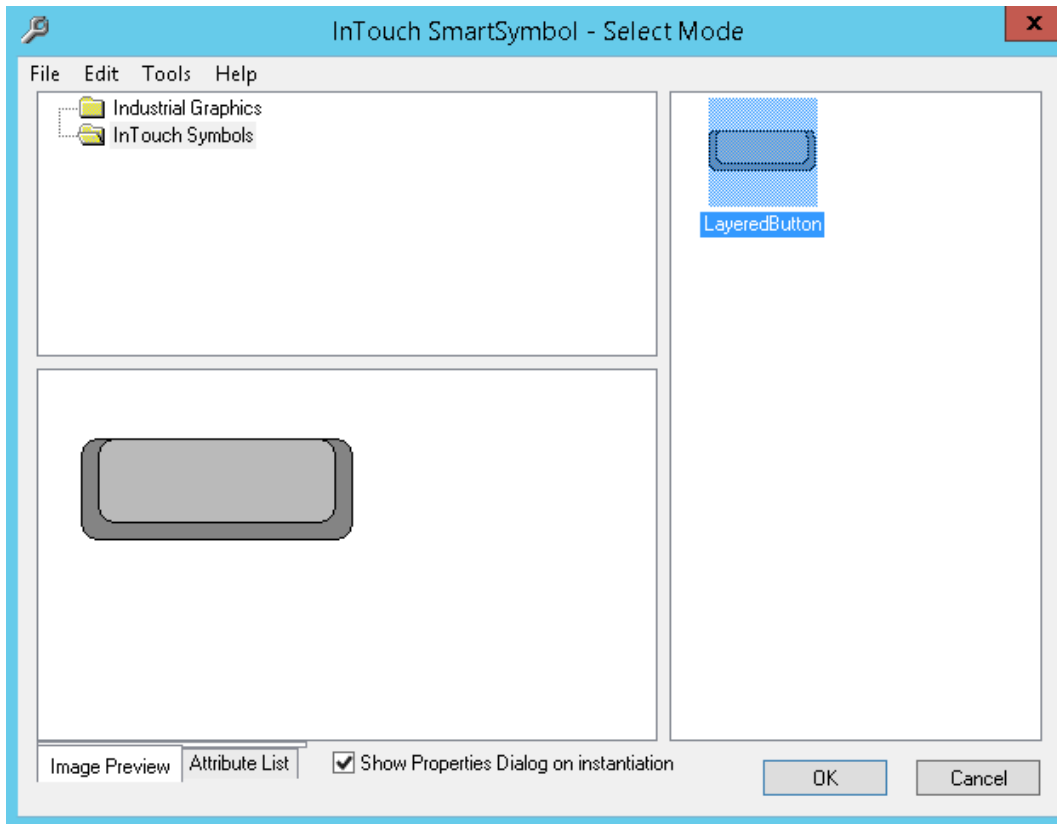 InTouch SmartSymbol - Select Mode
x
File Edit Tools Help
Industrial Graphics
InTouch Symbols
LayeredButton
Image Preview
Attribute List
Show Properties Dialog on instantiation
OK
Cancel